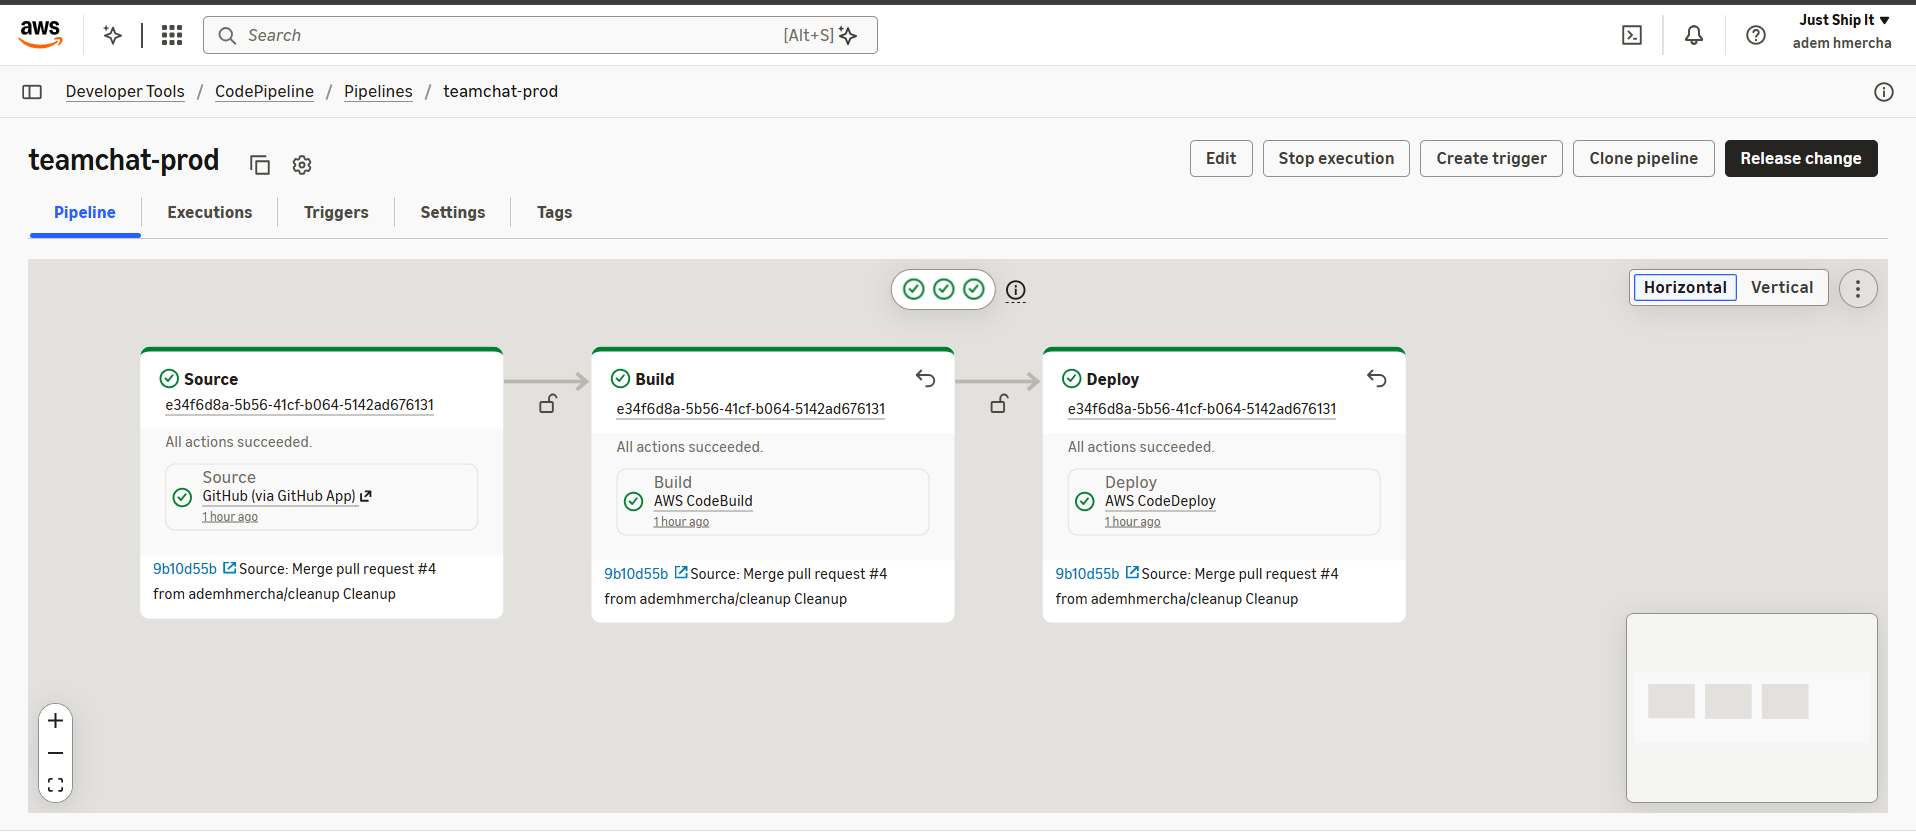 aws
Search [Alt+S]
Just Ship It
adem hmercha
Developer Tools / CodePipeline / Pipelines / teamchat-prod
teamchat-prod
Edit
Stop execution
Create trigger
Clone pipeline
Release change
Pipeline
Executions
Triggers
Settings
Tags
Horizontal
Vertical
Source
e34f6d8a-5b56-41cf-b064-5142ad676131
All actions succeeded.
Source
GitHub (via GitHub App)
1 hour ago
9b10d55b Source: Merge pull request #4
from ademhmercha/cleanup Cleanup
Build
e34f6d8a-5b56-41cf-b064-5142ad676131
All actions succeeded.
Build
AWS CodeBuild
1 hour ago
9b10d55b Source: Merge pull request #4
from ademhmercha/cleanup Cleanup
Deploy
e34f6d8a-5b56-41cf-b064-5142ad676131
All actions succeeded.
Deploy
AWS CodeDeploy
1 hour ago
9b10d55b Source: Merge pull request #4
from ademhmercha/cleanup Cleanup